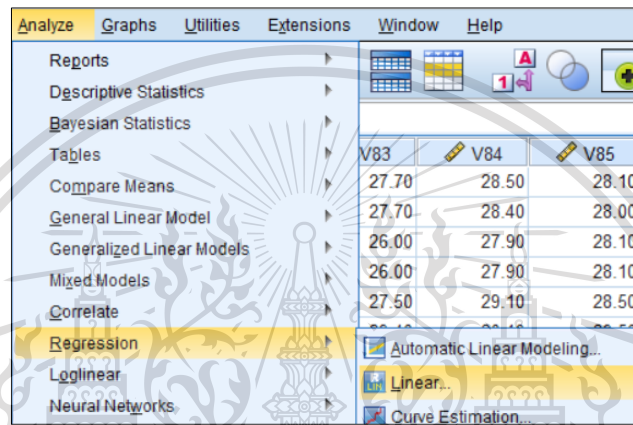 Analyze Graphs Utilities Extensions Window Help
Reports
Descriptive Statistics
Bayesian Statistics
Tables
Compare Means
General Linear Model
Generalized Linear Models
Mixed Models
Correlate
Regression
Loglinear
Neural Networks
A
1
V83 V84 V85
27.70 28.50 28.10
27.70 28.40 28.00
26.00 27.90 28.10
26.00 27.90 28.10
27.50 29.10 28.50
Automatic Linear Modeling...
LIN Linear...
Curve Estimation...